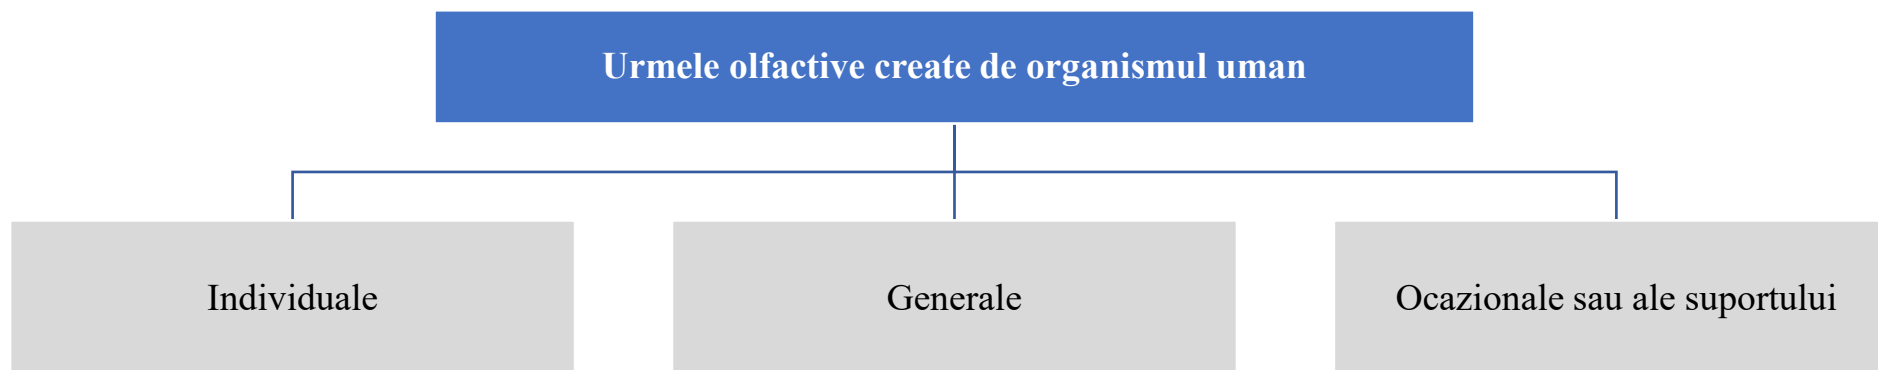 Urmele olfactive create de organismul uman
Individuale
Generale
Ocazionale sau ale suportului